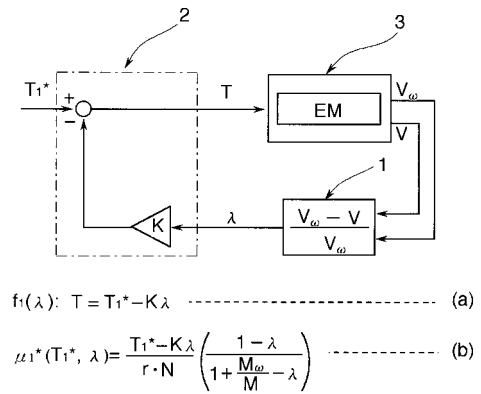 2
3
T₁*
+
−
T
EM
Vω
V
1
K
λ
Vω − V
Vω
f₁(λ): T = T₁*−Kλ ---------------------- (a)
μ₁*(T₁*, λ)= T₁*−Kλ / r・N ( 1−λ / 1+ Mω/M −λ ) -------- (b)